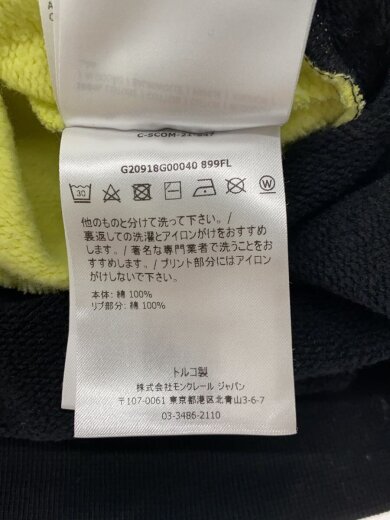 C-SCOM-21-847
G20918G00040 899FL
30
W
他のものと分けて洗って下さい。/
裏返しての洗濯とアイロンがけをおすすめ
します。/ 著名な専門業者で洗うことをお
すすめします。/ プリント部分にはアイロン
がけしないで下さい。
本体: 綿 100%
リブ部分: 綿 100%
トルコ製
株式会社モンクレール ジャパン
〒107-0061 東京都港区北青山3-6-7
03-3486-2110